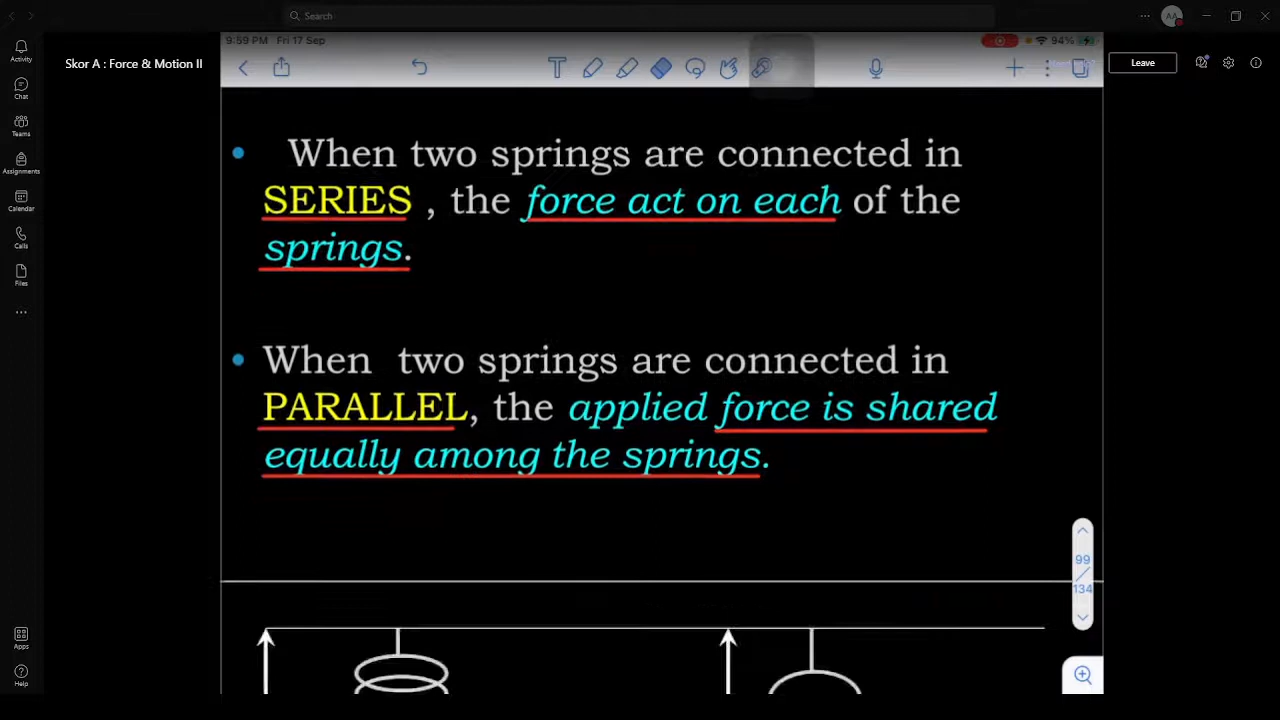 Search
AA
Activity
Chat
Teams
Assignments
Calendar
Calls
Files
Apps
Help
Skor A : Force & Motion II
9:59 PM Fri 17 Sep
94%
Leave
When two springs are connected in
SERIES , the force act on each of the
springs.
When two springs are connected in
PARALLEL, the applied force is shared
equally among the springs.
99
134